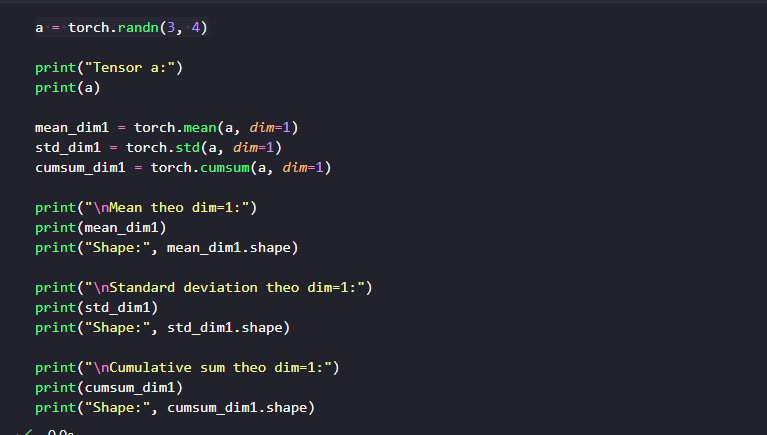 a = torch.randn(3, 4)
print("Tensor a:")
print(a)
mean_dim1 = torch.mean(a, dim=1)
std_dim1 = torch.std(a, dim=1)
cumsum_dim1 = torch.cumsum(a, dim=1)
print("\nMean theo dim=1:")
print(mean_dim1)
print("Shape:", mean_dim1.shape)
print("\nStandard deviation theo dim=1:")
print(std_dim1)
print("Shape:", std_dim1.shape)
print("\nCumulative sum theo dim=1:")
print(cumsum_dim1)
print("Shape:", cumsum_dim1.shape)
0.0s